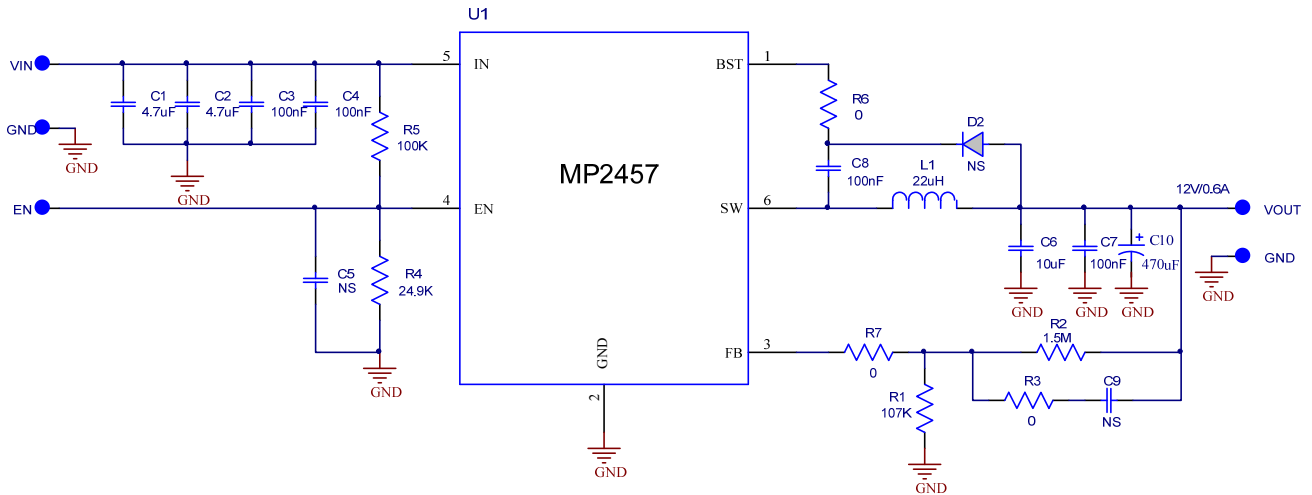 U1
VIN
5
IN
BST
1
C1
4.7uF
C2
4.7uF
C3
100nF
C4
100nF
R5
100K
R6
0
D2
NS
GND
GND
GND
MP2457
C8
100nF
L1
22uH
12V/0.6A
EN
4
EN
SW
6
VOUT
C5
NS
R4
24.9K
C6
10uF
C7
100nF
+
C10
470uF
GND
GND
GND
GND
GND
GND
FB
3
R7
0
R2
1.5M
GND
2
GND
R1
107K
R3
0
C9
NS
GND